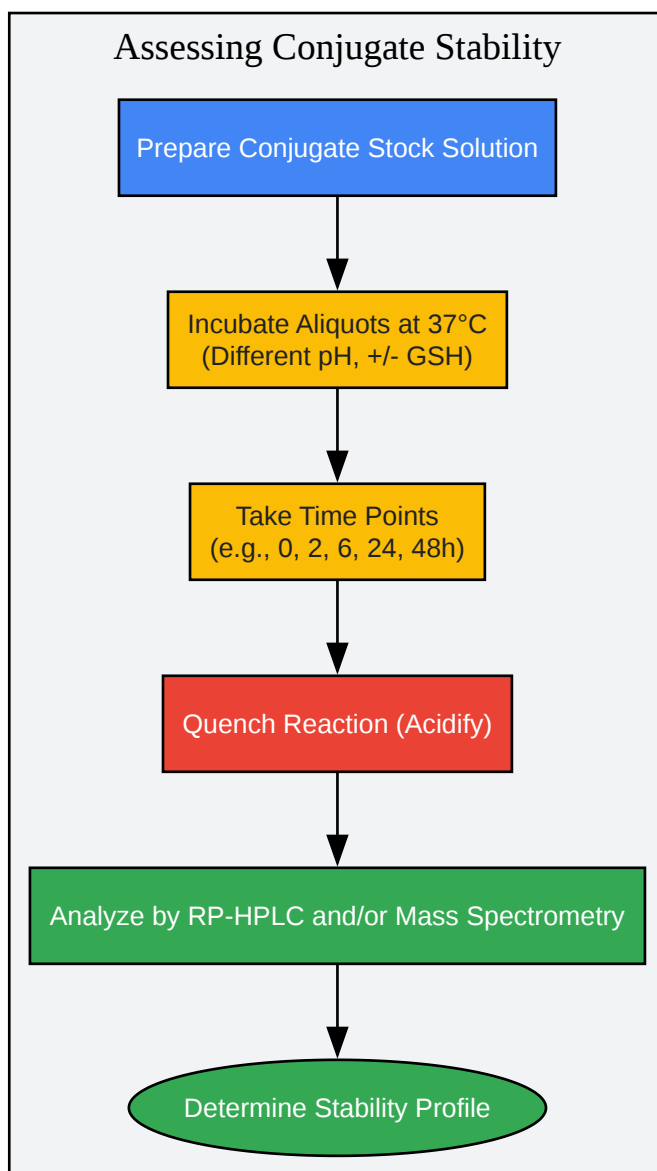 Assessing Conjugate Stability
Prepare Conjugate Stock Solution
Incubate Aliquots at 37°C
(Different pH, +/- GSH)
Take Time Points
(e.g., 0, 2, 6, 24, 48h)
Quench Reaction (Acidify)
Analyze by RP-HPLC and/or Mass Spectrometry
Determine Stability Profile